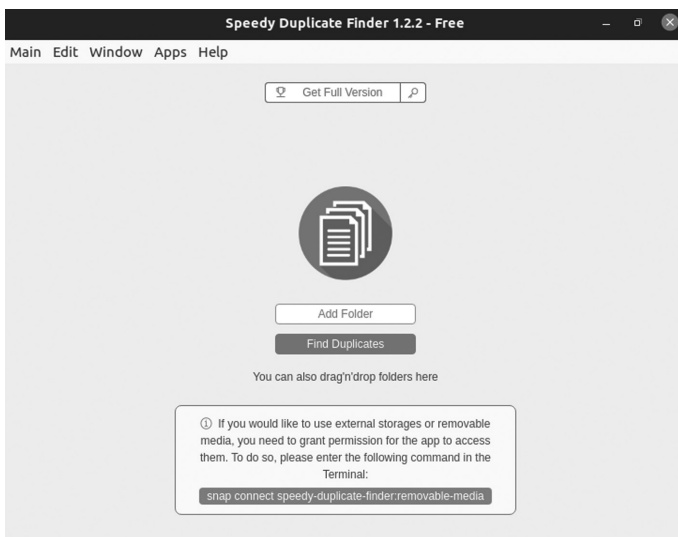 Speedy Duplicate Finder 1.2.2 - Free
Main Edit Window Apps Help
Get Full Version
Add Folder
Find Duplicates
You can also drag'n'drop folders here
If you would like to use external storages or removable
media, you need to grant permission for the app to access
them. To do so, please enter the following command in the
Terminal:
snap connect speedy-duplicate-finder:removable-media